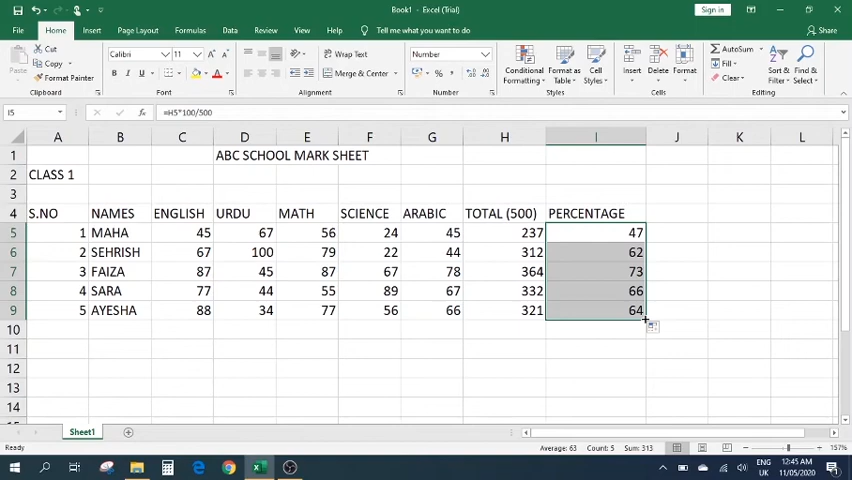 Book1 - Excel (Trial)
Sign in
File Home Insert Page Layout Formulas Data Review View Help Tell me what you want to do Share
Paste Cut Copy Format Painter
Calibri 11
B I U
Wrap Text
Merge & Center
Number
Conditional Formatting Format as Table Cell Styles
Insert Delete Format
AutoSum Fill Clear
Sort & Filter Find & Select
Clipboard Font Alignment Number Styles Cells Editing
I5 fx =H5*100/500
A B C D E F G H I J K L
1 ABC SCHOOL MARK SHEET
2 CLASS 1
3
4 S.NO NAMES ENGLISH URDU MATH SCIENCE ARABIC TOTAL (500) PERCENTAGE
5 1 MAHA 45 67 56 24 45 237 47
6 2 SEHRISH 67 100 79 22 44 312 62
7 3 FAIZA 87 45 87 67 78 364 73
8 4 SARA 77 44 55 89 67 332 66
9 5 AYESHA 88 34 77 56 66 321 64
10
11
12
13
14
Sheet1
Ready Average: 63 Count: 5 Sum: 313 157%
ENG 12:45 AM
UK 11/05/2020